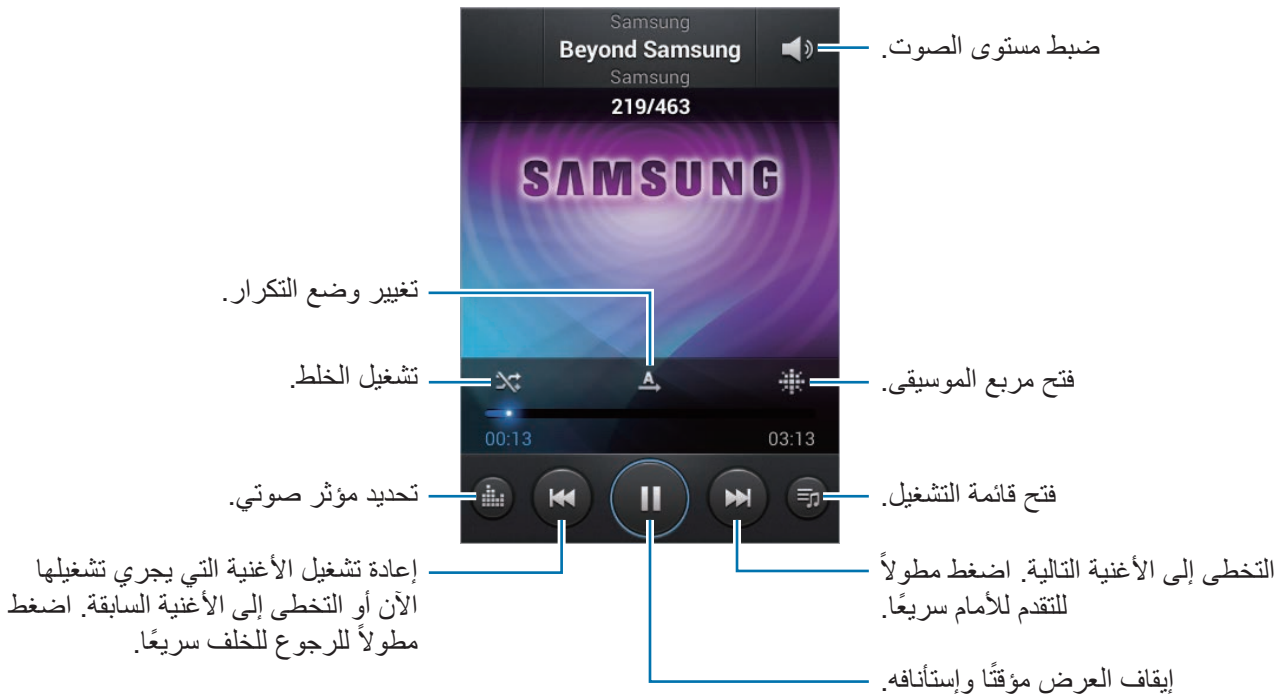 Samsung
Beyond Samsung
Samsung
219/463
SAMSUNG
ضبط مستوى الصوت.
تغيير وضع التكرار.
تشغيل الخلط.
A
فتح مربع الموسيقى.
00:13
03:13
تحديد مؤثر صوتي.
فتح قائمة التشغيل.
إعادة تشغيل الأغنية التي يجري تشغيلها
الآن أو التخطى إلى الأغنية السابقة. اضغط
مطولاً للرجوع للخلف سريعًا.
التخطى إلى الأغنية التالية. اضغط مطولاً
للتقدم للأمام سريعًا.
إيقاف العرض مؤقتًا وإستأنافه.